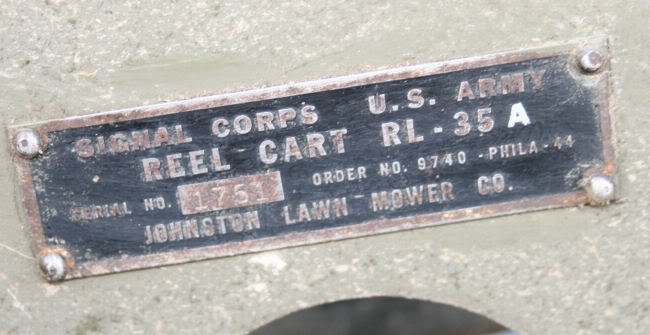 SIGNAL CORPS U.S. ARMY
REEL CART RL-35 A
SERIAL NO. 1751 ORDER NO. 9740-PHILA-44
JOHNSTON LAWN MOWER CO.